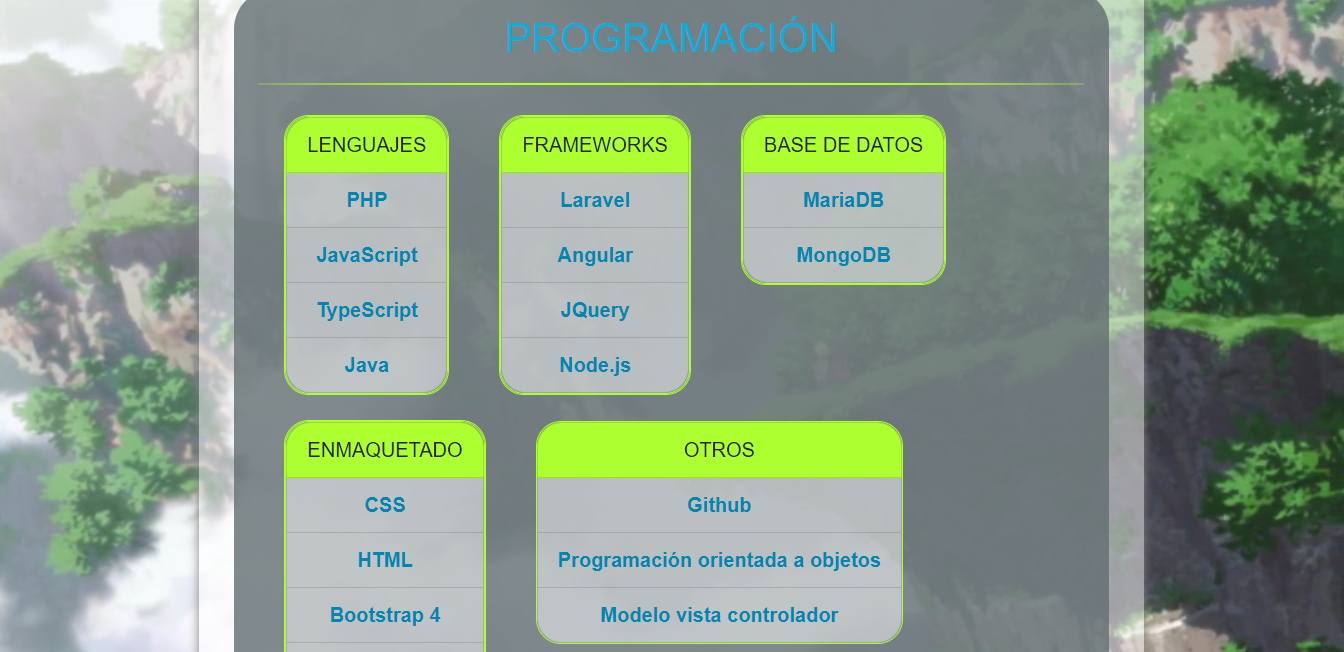 PROGRAMACIÓN
LENGUAJES
PHP
JavaScript
TypeScript
Java
FRAMEWORKS
Laravel
Angular
JQuery
Node.js
BASE DE DATOS
MariaDB
MongoDB
ENMAQUETADO
CSS
HTML
Bootstrap 4
OTROS
Github
Programación orientada a objetos
Modelo vista controlador